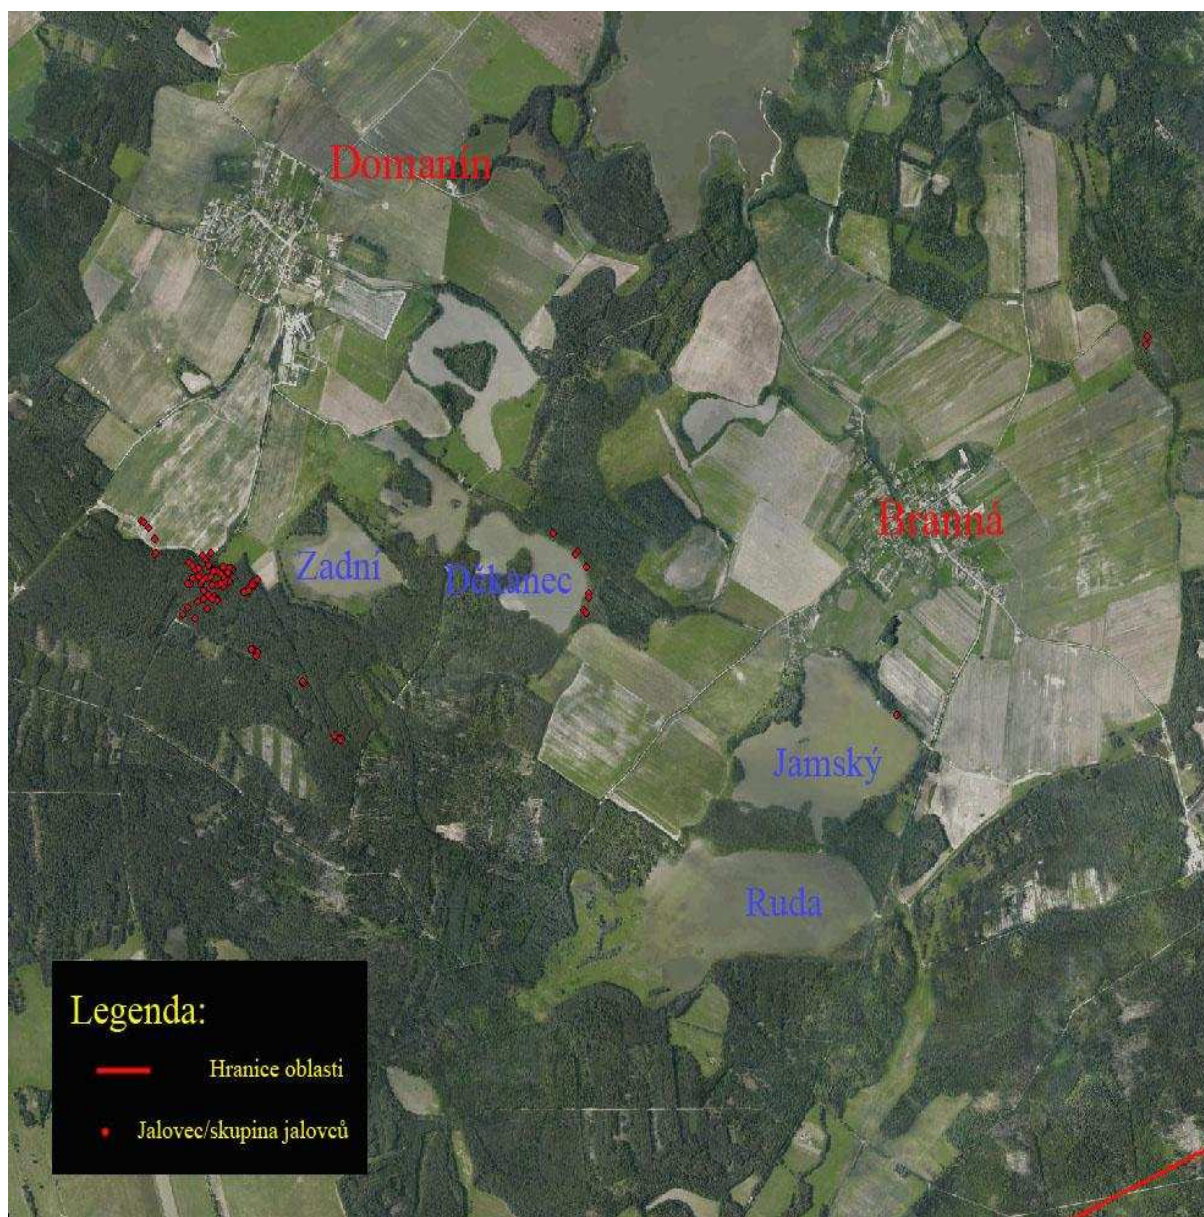 Domanín
Branná
Zadní
Děkanec
Jamský
Ruda
Legenda:
Hranice oblasti
Jalovec/skupina jalovců